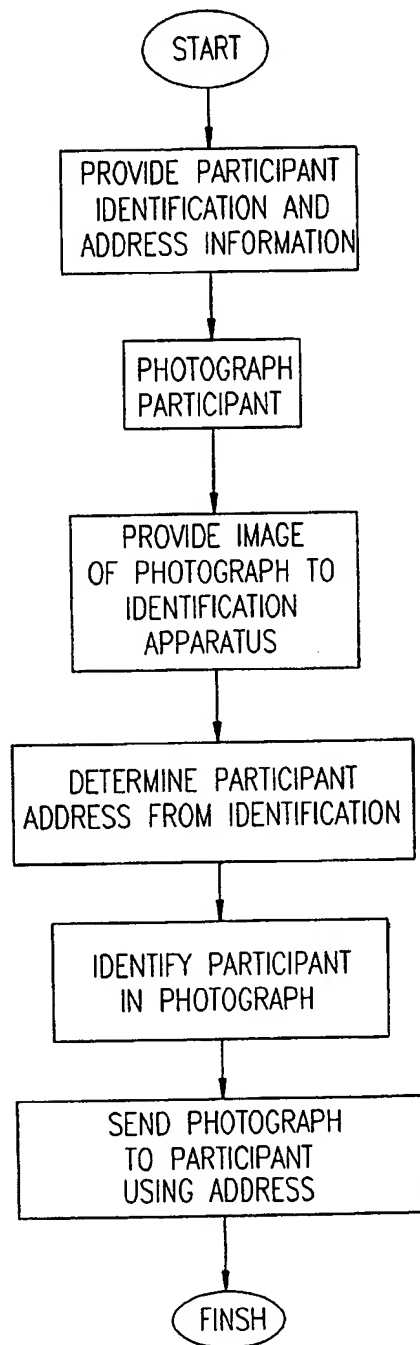 START
PROVIDE PARTICIPANT
IDENTIFICATION AND
ADDRESS INFORMATION
PHOTOGRAPH
PARTICIPANT
PROVIDE IMAGE
OF PHOTOGRAPH TO
IDENTIFICATION
APPARATUS
DETERMINE PARTICIPANT
ADDRESS FROM IDENTIFICATION
IDENTIFY PARTICIPANT
IN PHOTOGRAPH
SEND PHOTOGRAPH
TO PARTICIPANT
USING ADDRESS
FINSH